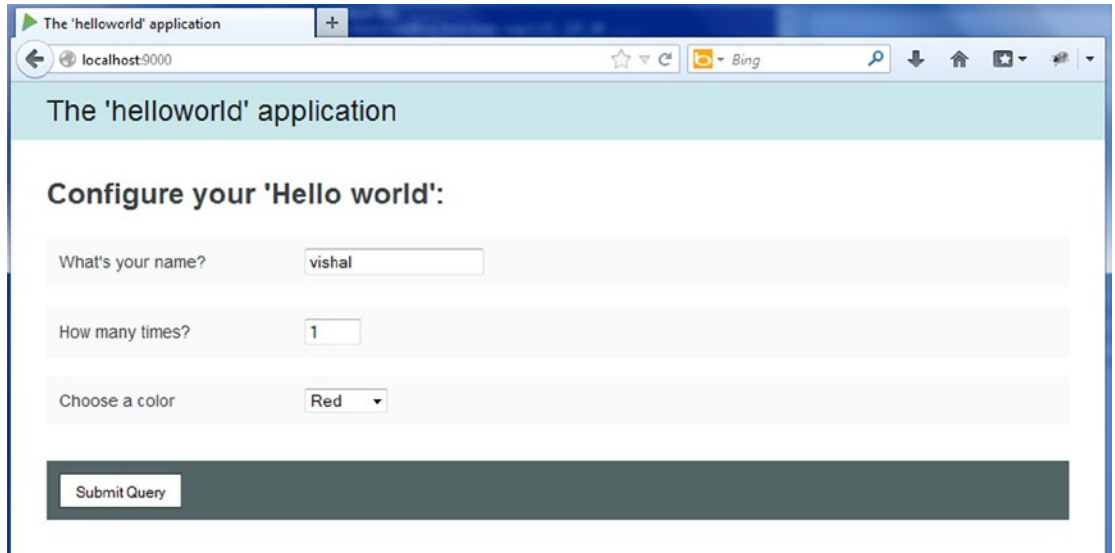 The 'helloworld' application
localhost:9000
Bing
The 'helloworld' application
Configure your 'Hello world':
What's your name?
vishal
How many times?
1
Choose a color
Red
Submit Query